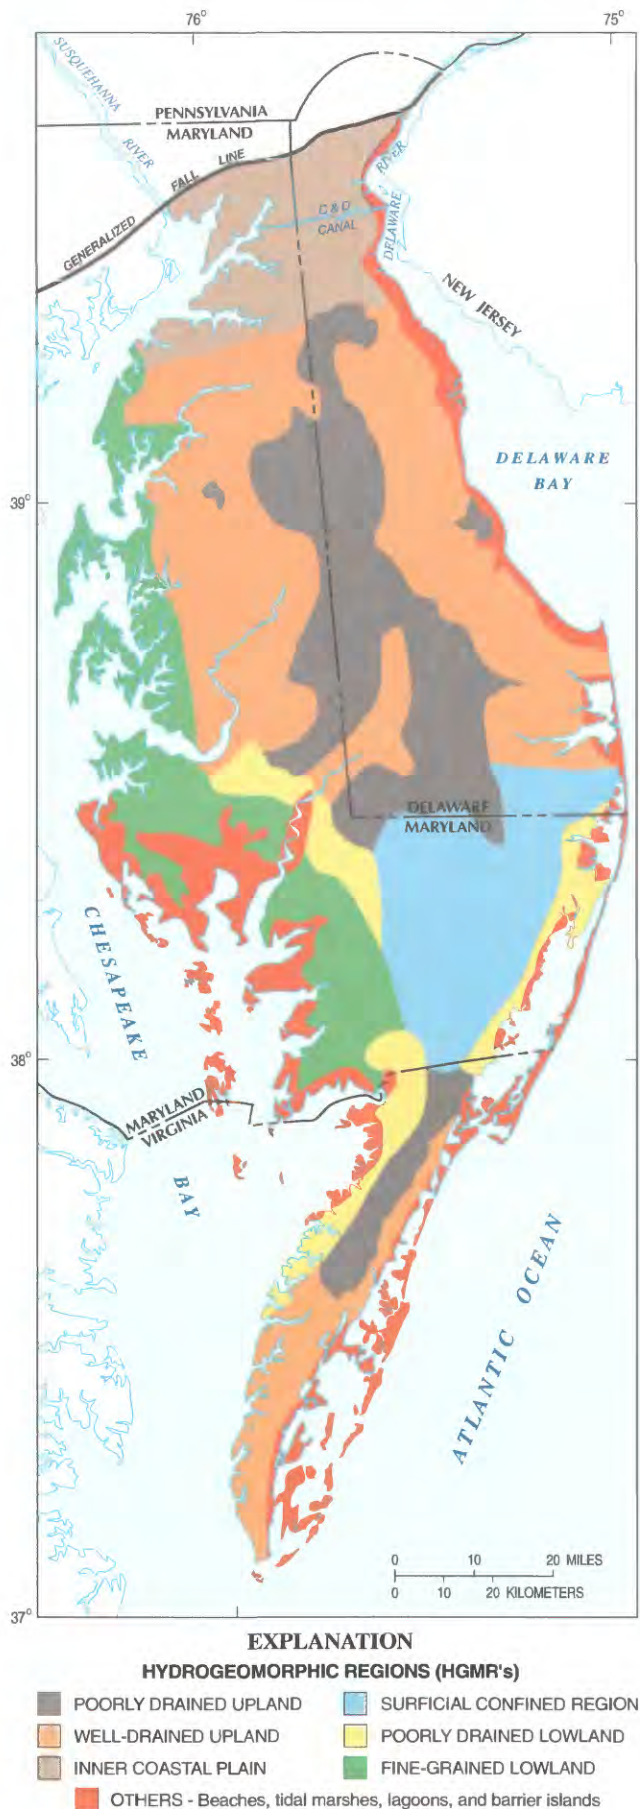 76° 75°
SUSQUEHANNA
RIVER
PENNSYLVANIA
MARYLAND
GENERALIZED FALL LINE
RIVER
DELAWARE
C & D
CANAL
NEW JERSEY
DELAWARE
BAY
39°
DELAWARE
MARYLAND
CHESAPEAKE
38°
MARYLAND
VIRGINIA
BAY
ATLANTIC OCEAN
0 10 20 MILES
0 10 20 KILOMETERS
37°
EXPLANATION
HYDROGEOMORPHIC REGIONS (HGMR's)
POORLY DRAINED UPLAND SURFICIAL CONFINED REGION
WELL-DRAINED UPLAND POORLY DRAINED LOWLAND
INNER COASTAL PLAIN FINE-GRAINED LOWLAND
OTHERS - Beaches, tidal marshes, lagoons, and barrier islands